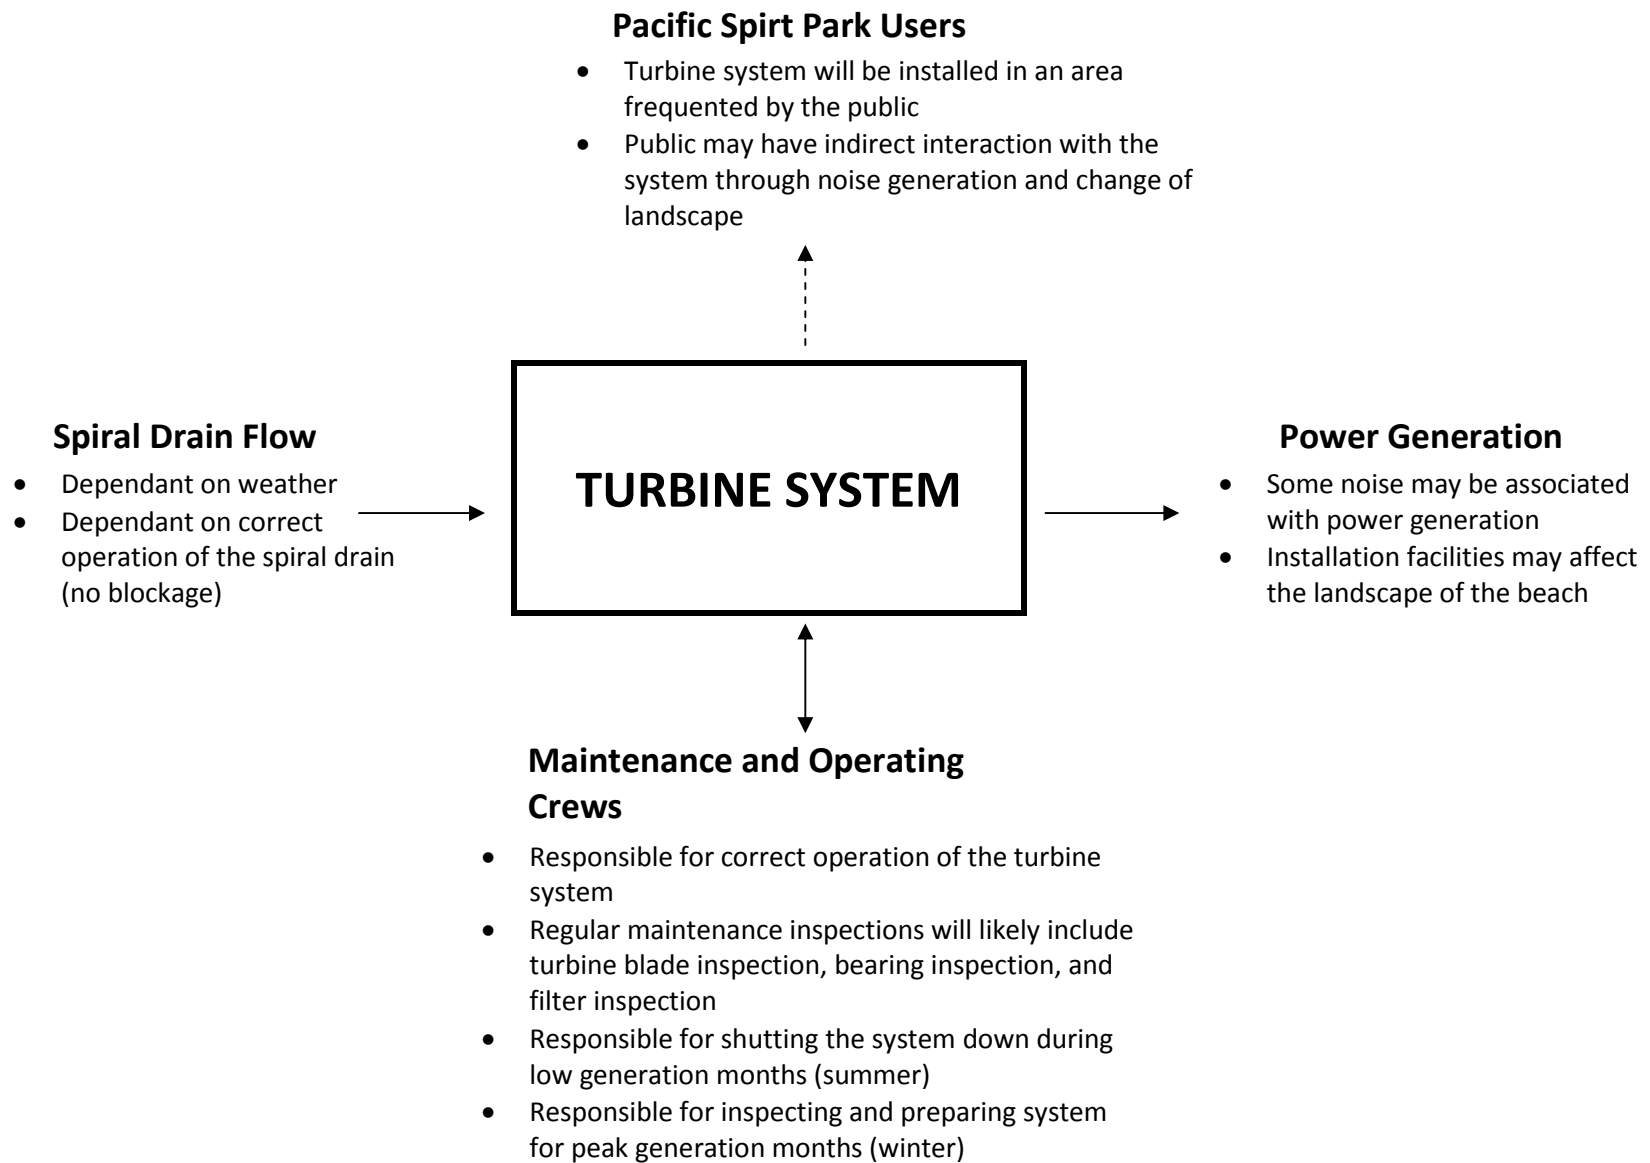 Pacific Spirt Park Users
• Turbine system will be installed in an area
frequented by the public
• Public may have indirect interaction with the
system through noise generation and change of
landscape
Spiral Drain Flow
• Dependant on weather
• Dependant on correct
operation of the spiral drain
(no blockage)
TURBINE SYSTEM
Power Generation
• Some noise may be associated
with power generation
• Installation facilities may affect
the landscape of the beach
Maintenance and Operating
Crews
• Responsible for correct operation of the turbine
system
• Regular maintenance inspections will likely include
turbine blade inspection, bearing inspection, and
filter inspection
• Responsible for shutting the system down during
low generation months (summer)
• Responsible for inspecting and preparing system
for peak generation months (winter)